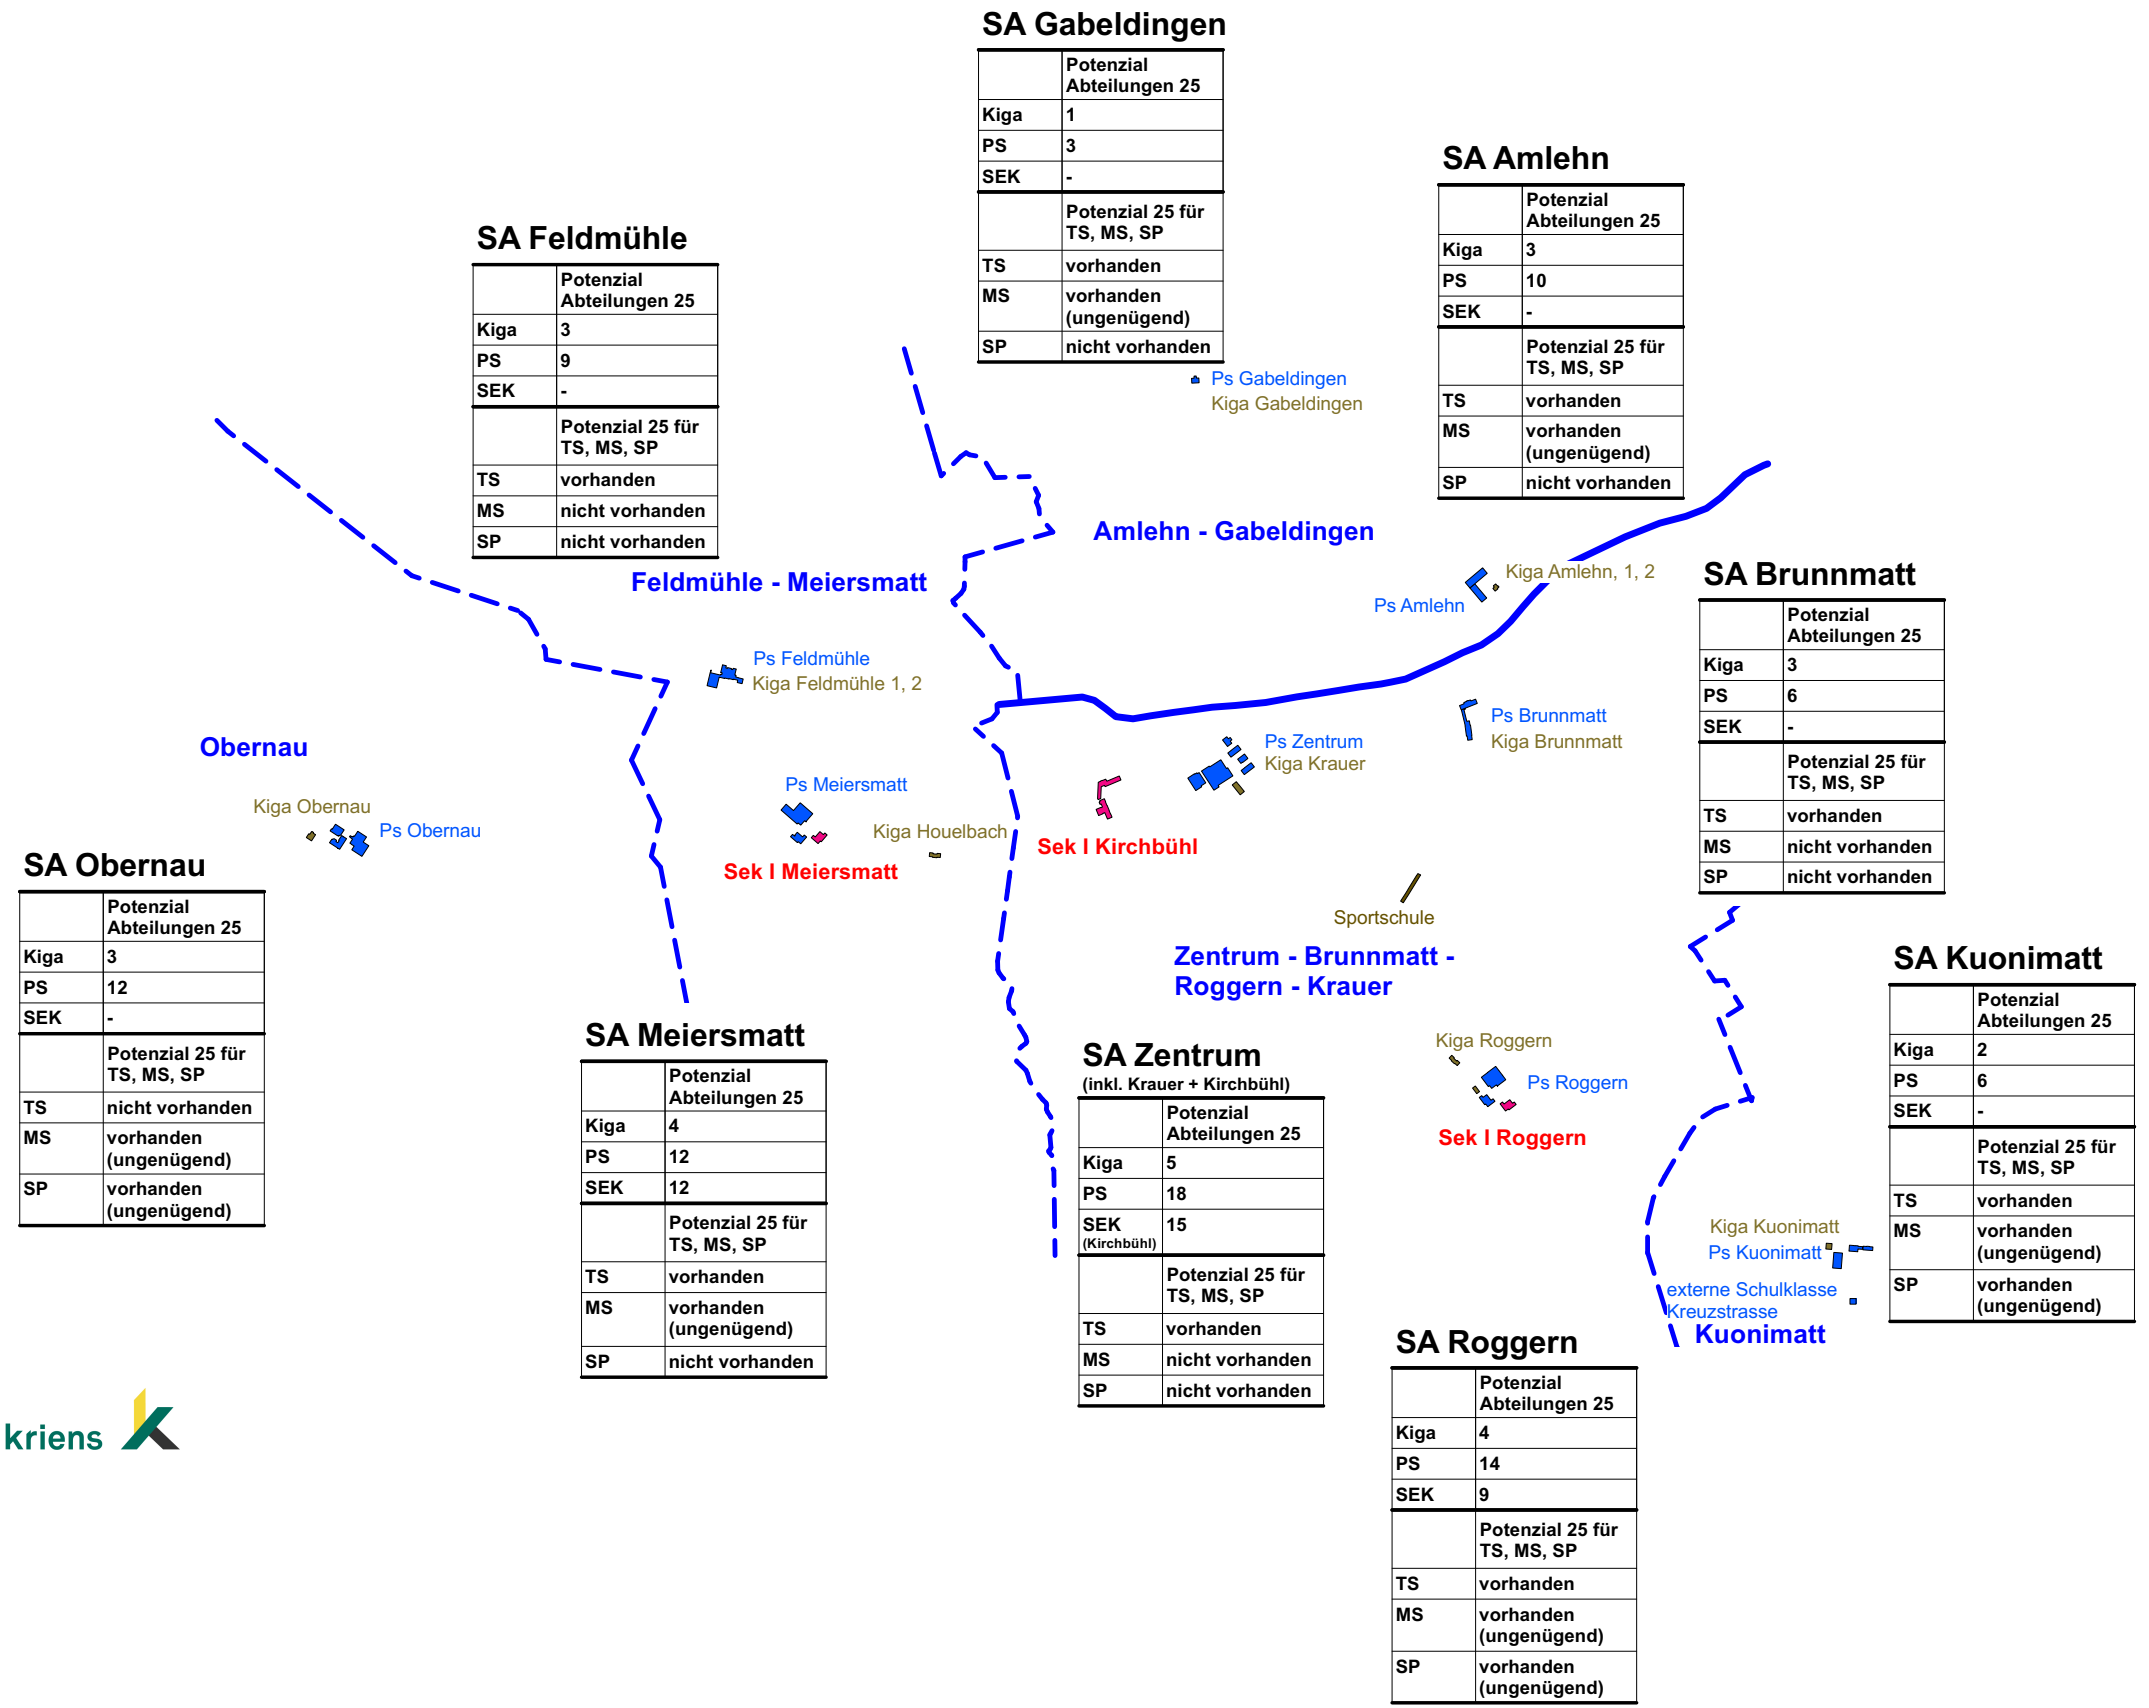 SA Gabeldingen
Potenzial
Abteilungen 25
Kiga 1
PS 3
SEK -
Potenzial 25 für
TS, MS, SP
TS vorhanden
MS vorhanden
(ungenügend)
SP nicht vorhanden
Ps Gabeldingen
Kiga Gabeldingen
SA Amlehn
Potenzial
Abteilungen 25
Kiga 3
PS 10
SEK -
Potenzial 25 für
TS, MS, SP
TS vorhanden
MS vorhanden
(ungenügend)
SP nicht vorhanden
SA Feldmühle
Potenzial
Abteilungen 25
Kiga 3
PS 9
SEK -
Potenzial 25 für
TS, MS, SP
TS vorhanden
MS nicht vorhanden
SP nicht vorhanden
Amlehn - Gabeldingen
Feldmühle - Meiersmatt
Kiga Amlehn, 1, 2
Ps Amlehn
SA Brunnmatt
Potenzial
Abteilungen 25
Kiga 3
PS 6
SEK -
Potenzial 25 für
TS, MS, SP
TS vorhanden
MS nicht vorhanden
SP nicht vorhanden
Ps Feldmühle
Kiga Feldmühle 1, 2
Ps Brunnmatt
Kiga Brunnmatt
Obernau
Ps Zentrum
Kiga Krauer
Ps Meiersmatt
Kiga Obernau
Ps Obernau
Kiga Houelbach
Sek I Kirchbühl
Sek I Meiersmatt
SA Obernau
Potenzial
Abteilungen 25
Kiga 3
PS 12
SEK -
Potenzial 25 für
TS, MS, SP
TS nicht vorhanden
MS vorhanden
(ungenügend)
SP vorhanden
(ungenügend)
Sportschule
Zentrum - Brunnmatt -
Roggern - Krauer
SA Kuonimatt
Potenzial
Abteilungen 25
Kiga 2
PS 6
SEK -
Potenzial 25 für
TS, MS, SP
TS vorhanden
MS vorhanden
(ungenügend)
SP vorhanden
(ungenügend)
SA Meiersmatt
Potenzial
Abteilungen 25
Kiga 4
PS 12
SEK 12
Potenzial 25 für
TS, MS, SP
TS vorhanden
MS vorhanden
(ungenügend)
SP nicht vorhanden
SA Zentrum
(inkl. Krauer + Kirchbühl)
Potenzial
Abteilungen 25
Kiga 5
PS 18
SEK 15
(Kirchbühl)
Potenzial 25 für
TS, MS, SP
TS vorhanden
MS nicht vorhanden
SP nicht vorhanden
Kiga Roggern
Ps Roggern
Sek I Roggern
Kiga Kuonimatt
Ps Kuonimatt
externe Schulklasse
Kreuzstrasse
Kuonimatt
SA Roggern
Potenzial
Abteilungen 25
Kiga 4
PS 14
SEK 9
Potenzial 25 für
TS, MS, SP
TS vorhanden
MS vorhanden
(ungenügend)
SP vorhanden
(ungenügend)
kriens